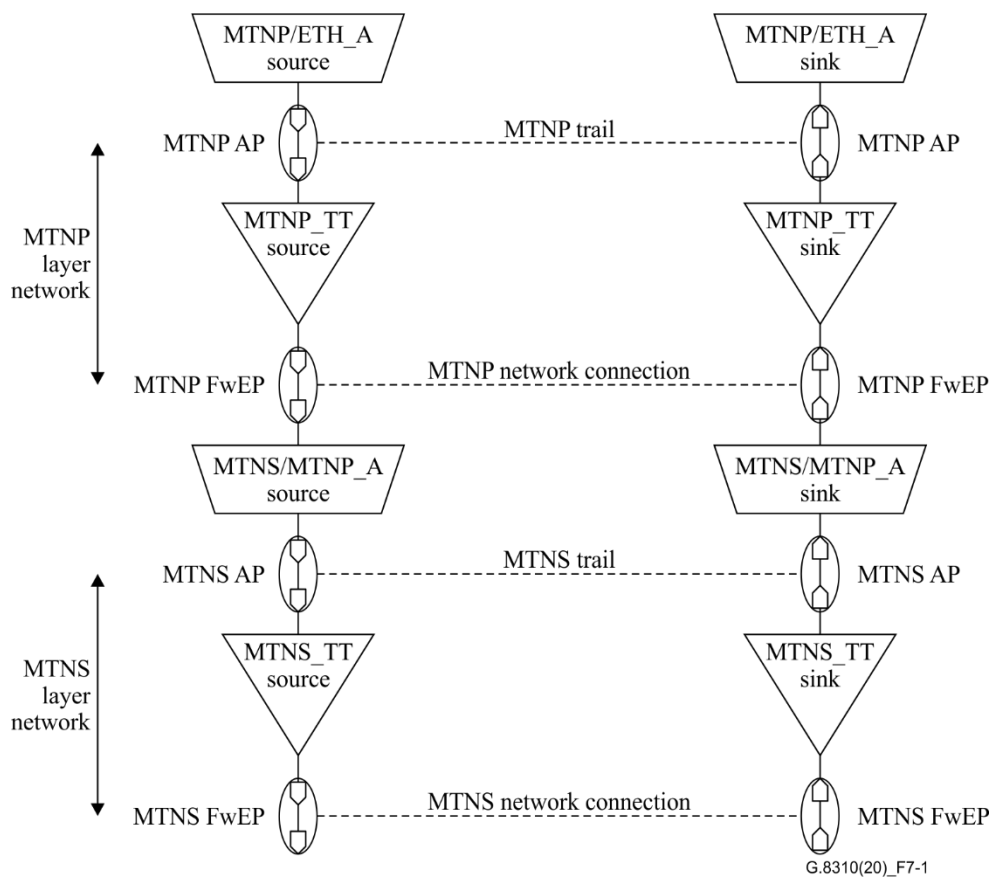 MTNP/ETH_A
source
MTNP/ETH_A
sink
MTNP AP
MTNP trail
MTNP AP
MTNP_TT
source
MTNP_TT
sink
MTNP
layer
network
MTNP FwEP
MTNP network connection
MTNP FwEP
MTNS/MTNP_A
source
MTNS/MTNP_A
sink
MTNS AP
MTNS trail
MTNS AP
MTNS_TT
source
MTNS_TT
sink
MTNS
layer
network
MTNS FwEP
MTNS network connection
MTNS FwEP
G.8310(20)_F7-1